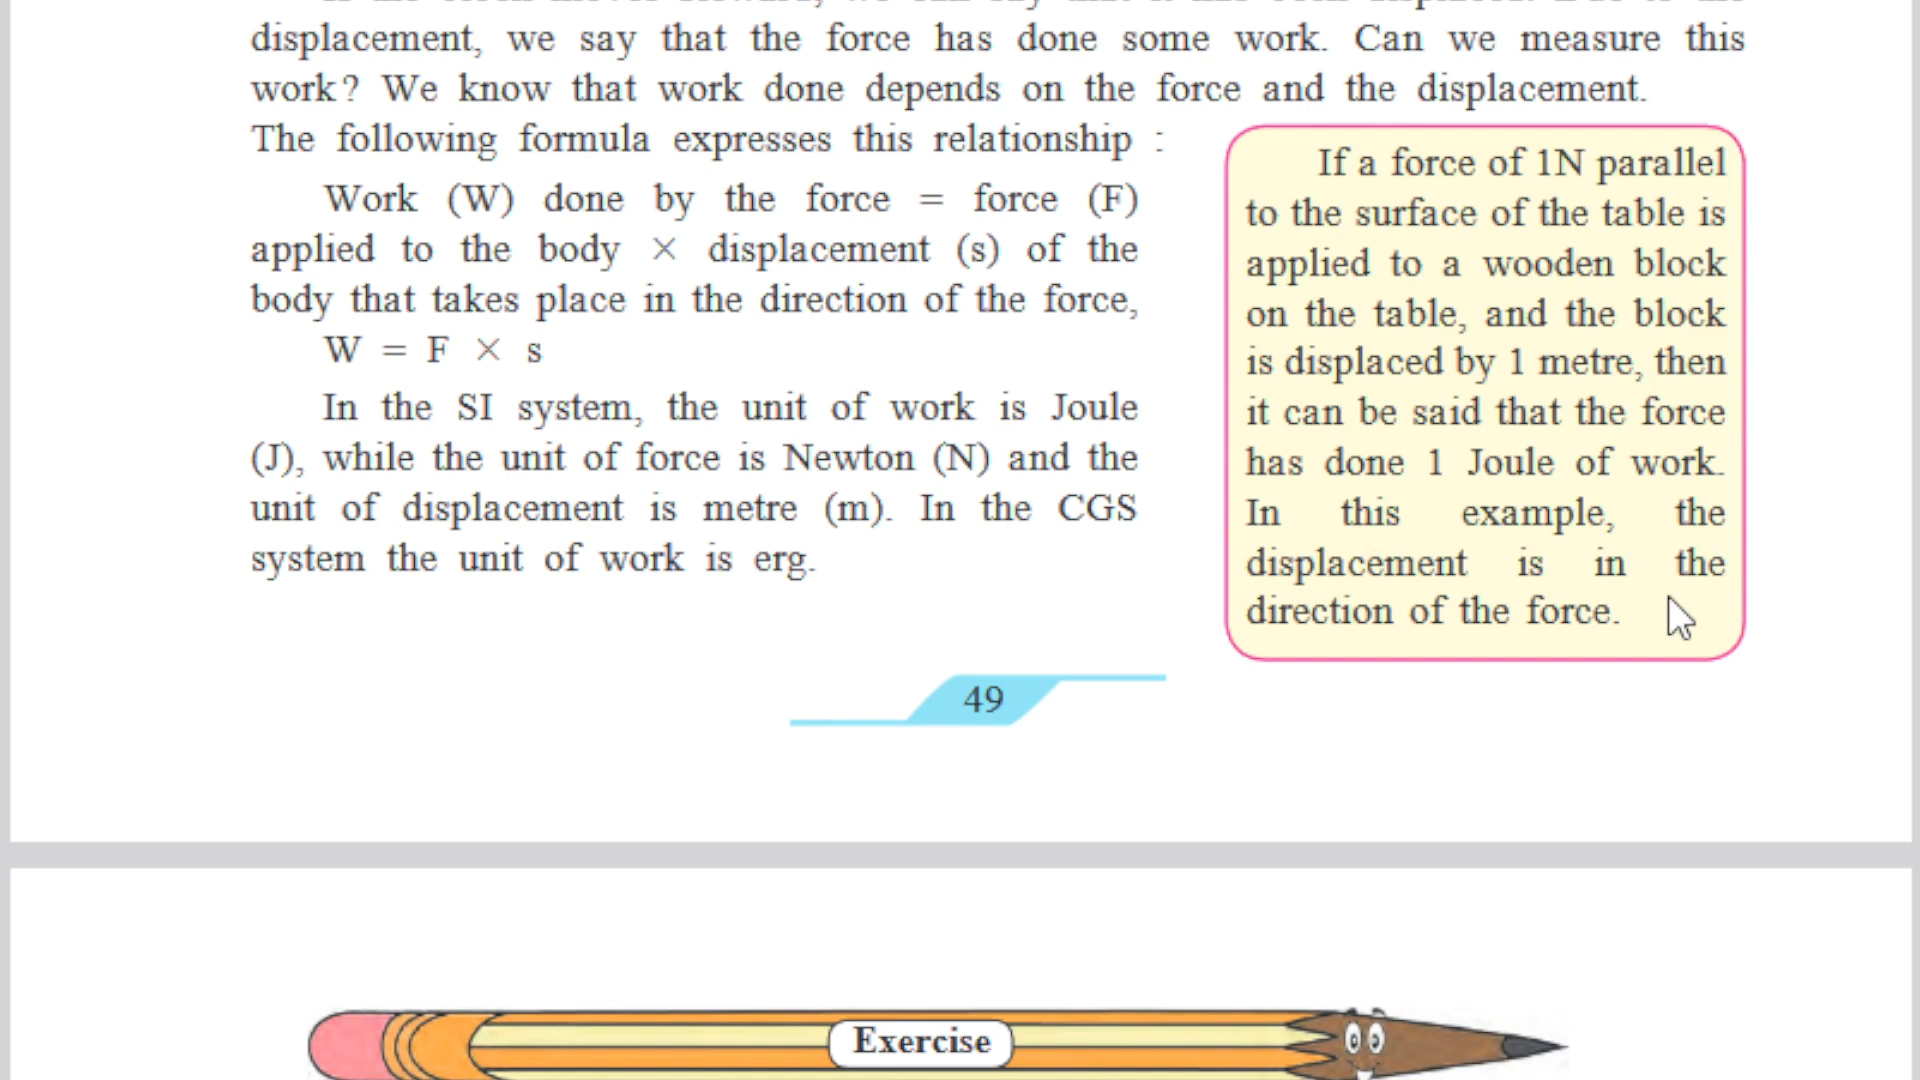 displacement, we say that the force has done some work. Can we measure this
work? We know that work done depends on the force and the displacement.
The following formula expresses this relationship :
Work (W) done by the force = force (F)
applied to the body × displacement (s) of the
body that takes place in the direction of the force,
W = F × s
In the SI system, the unit of work is Joule
(J), while the unit of force is Newton (N) and the
unit of displacement is metre (m). In the CGS
system the unit of work is erg.
If a force of 1N parallel
to the surface of the table is
applied to a wooden block
on the table, and the block
is displaced by 1 metre, then
it can be said that the force
has done 1 Joule of work.
In this example, the
displacement is in the
direction of the force.
49
Exercise